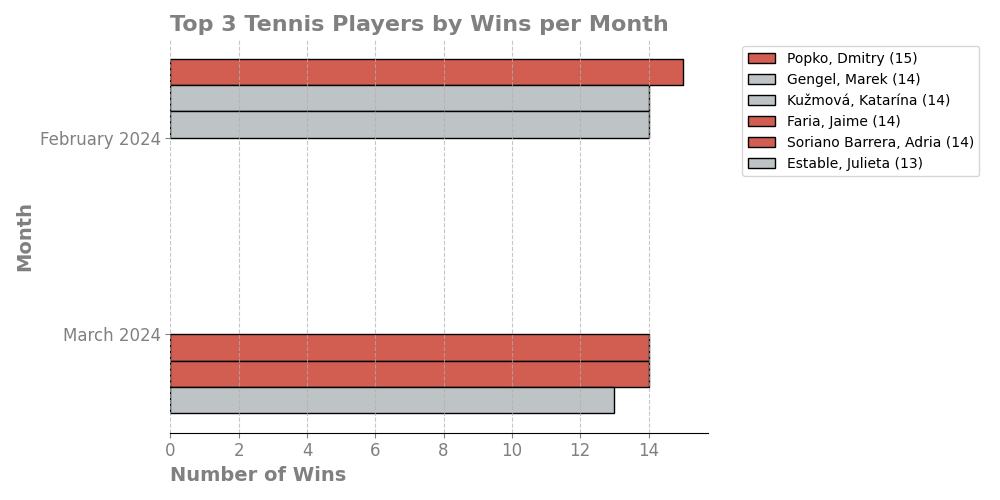 Top 3 Tennis Players by Wins per Month
Popko, Dmitry (15)
Gengel, Marek (14)
Kužmová, Katarína (14)
Faria, Jaime (14)
Soriano Barrera, Adria (14)
Estable, Julieta (13)
February 2024
Month
March 2024
0 2 4 6 8 10 12 14
Number of Wins